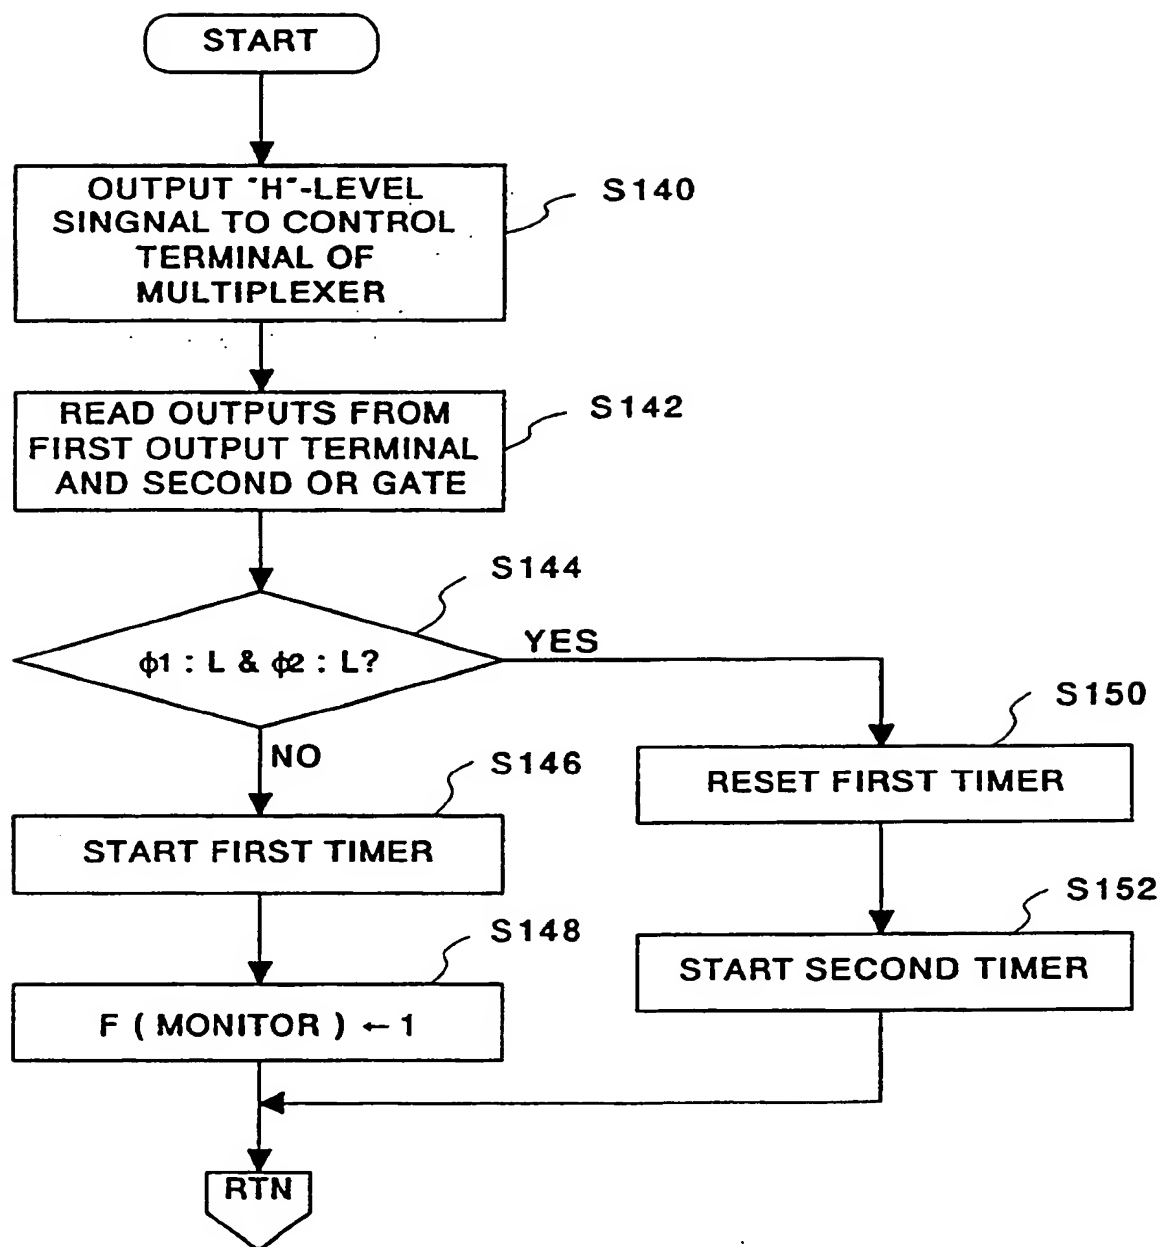 START
OUTPUT "H"-LEVEL
SINGNAL TO CONTROL
TERMINAL OF
MULTIPLEXER
S140
READ OUTPUTS FROM
FIRST OUTPUT TERMINAL
AND SECOND OR GATE
S142
S144
ϕ1 : L & ϕ2 : L?
YES
NO
S146
START FIRST TIMER
S148
F ( MONITOR ) ← 1
S150
RESET FIRST TIMER
S152
START SECOND TIMER
RTN